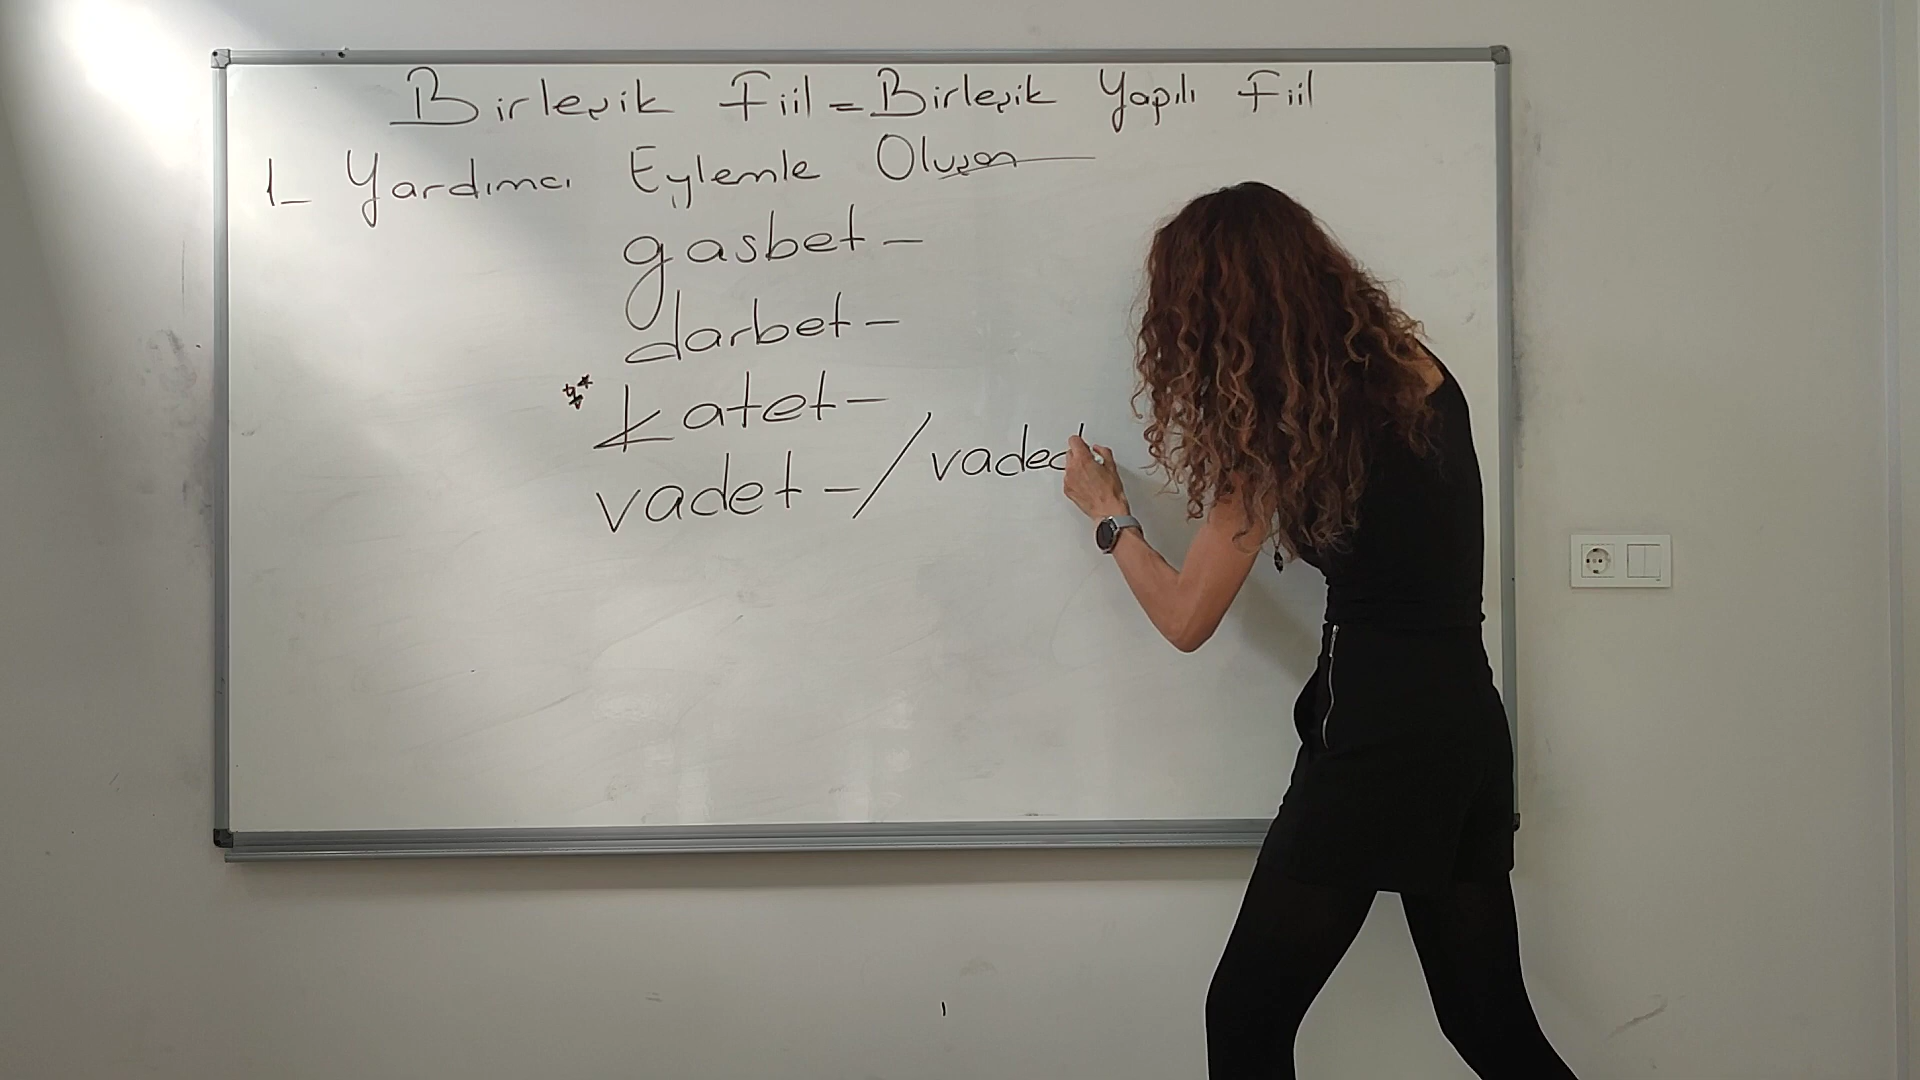 Birleşik Fiil = Birleşik Yapılı Fiil
1_ Yardımcı Eylemle Oluşan
gasbet -
darbet -
katet -
vadet - / vaded